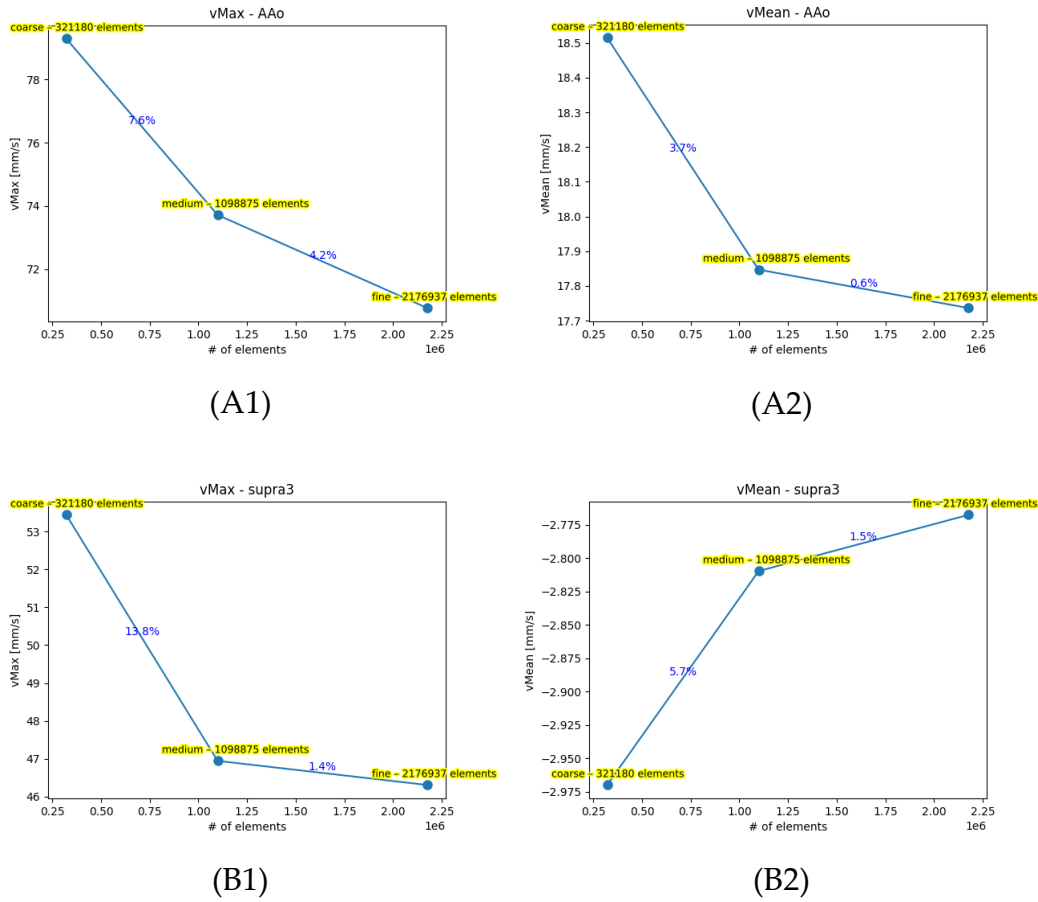 vMax - AAo
coarse – 321180 elements
7.6%
medium – 1098875 elements
4.2%
fine – 2176937 elements
vMax [mm/s]
78
76
74
72
0.25 0.50 0.75 1.00 1.25 1.50 1.75 2.00 2.25
1e6
# of elements
(A1)
vMean - AAo
coarse – 321180 elements
3.7%
medium – 1098875 elements
0.6%
fine – 2176937 elements
vMean [mm/s]
18.5
18.4
18.3
18.2
18.1
18.0
17.9
17.8
17.7
0.25 0.50 0.75 1.00 1.25 1.50 1.75 2.00 2.25
1e6
# of elements
(A2)
vMax - supra3
coarse – 321180 elements
13.8%
medium – 1098875 elements
1.4%
fine – 2176937 elements
vMax [mm/s]
53
52
51
50
49
48
47
46
0.25 0.50 0.75 1.00 1.25 1.50 1.75 2.00 2.25
1e6
# of elements
(B1)
vMean - supra3
fine – 2176937 elements
1.5%
medium – 1098875 elements
5.7%
coarse – 321180 elements
vMean [mm/s]
−2.775
−2.800
−2.825
−2.850
−2.875
−2.900
−2.925
−2.950
−2.975
0.25 0.50 0.75 1.00 1.25 1.50 1.75 2.00 2.25
1e6
# of elements
(B2)